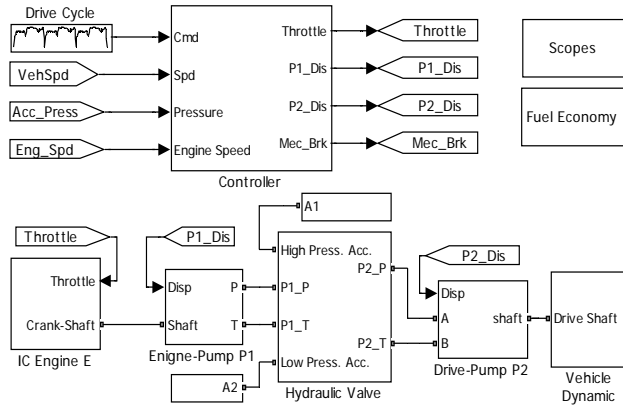 Drive Cycle
Cmd
Throttle
Throttle
Scopes
VehSpd
Spd
P1_Dis
P1_Dis
Acc_Press
Pressure
P2_Dis
P2_Dis
Fuel Economy
Eng_Spd
Engine Speed
Mec_Brk
Mec_Brk
Controller
A1
Throttle
P1_Dis
High Press. Acc.
P2_Dis
P2_P
Throttle
Disp
P
P1_P
Disp
A
shaft
Drive Shaft
Crank-Shaft
Shaft
T
P1_T
P2_T
B
IC Engine E
Enigne-Pump P1
Low Press. Acc.
Drive-Pump P2
A2
Hydraulic Valve
Vehicle
Dynamic